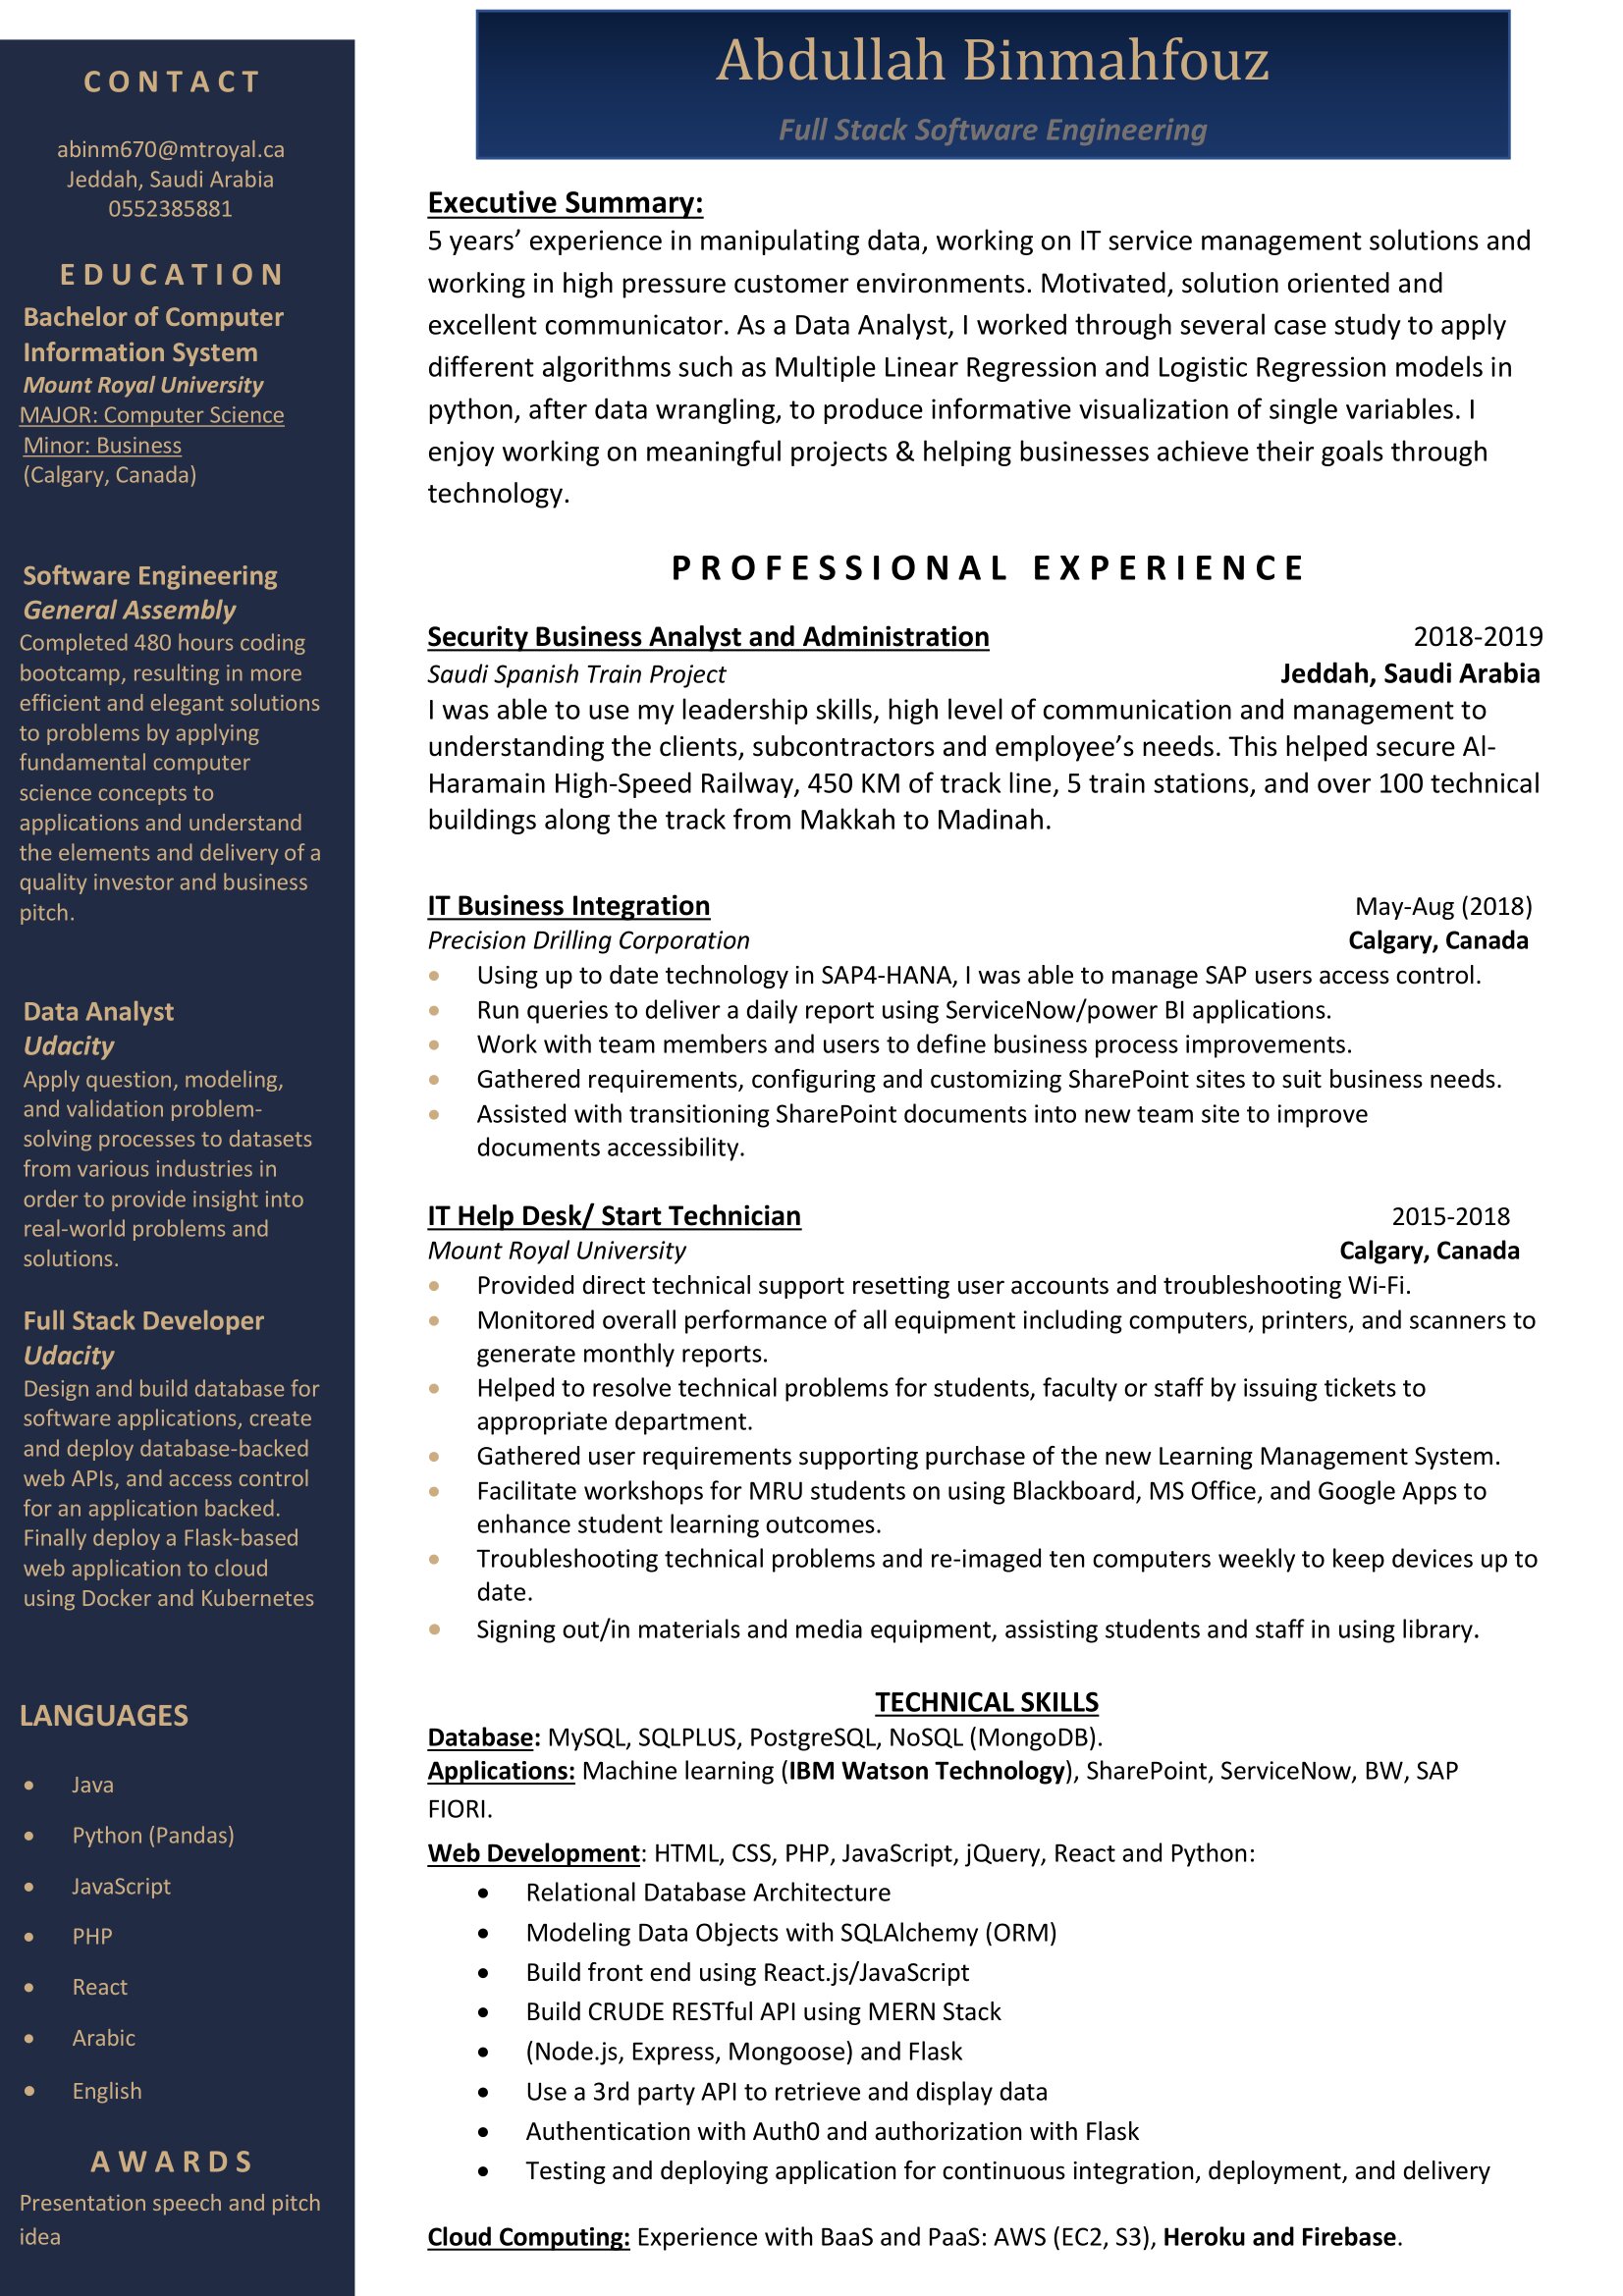 CONTACT
abinm670@mtroyal.ca
Jeddah, Saudi Arabia
0552385881
EDUCATION
Bachelor of Computer
Information System
Mount Royal University
MAJOR: Computer Science
Minor: Business
(Calgary, Canada)
Software Engineering
General Assembly
Completed 480 hours coding
bootcamp, resulting in more
efficient and elegant solutions
to problems by applying
fundamental computer
science concepts to
applications and understand
the elements and delivery of a
quality investor and business
pitch.
Data Analyst
Udacity
Apply question, modeling,
and validation problem-
solving processes to datasets
from various industries in
order to provide insight into
real-world problems and
solutions.
Full Stack Developer
Udacity
Design and build database for
software applications, create
and deploy database-backed
web APIs, and access control
for an application backed.
Finally deploy a Flask-based
web application to cloud
using Docker and Kubernetes
LANGUAGES
• Java
• Python (Pandas)
• JavaScript
• PHP
• React
• Arabic
• English
AWARDS
Presentation speech and pitch
idea
Abdullah Binmahfouz
Full Stack Software Engineering
Executive Summary:
5 years’ experience in manipulating data, working on IT service management solutions and
working in high pressure customer environments. Motivated, solution oriented and
excellent communicator. As a Data Analyst, I worked through several case study to apply
different algorithms such as Multiple Linear Regression and Logistic Regression models in
python, after data wrangling, to produce informative visualization of single variables. I
enjoy working on meaningful projects & helping businesses achieve their goals through
technology.
PROFESSIONAL EXPERIENCE
Security Business Analyst and Administration 2018-2019
Saudi Spanish Train Project Jeddah, Saudi Arabia
I was able to use my leadership skills, high level of communication and management to
understanding the clients, subcontractors and employee’s needs. This helped secure Al-
Haramain High-Speed Railway, 450 KM of track line, 5 train stations, and over 100 technical
buildings along the track from Makkah to Madinah.
IT Business Integration May-Aug (2018)
Precision Drilling Corporation Calgary, Canada
• Using up to date technology in SAP4-HANA, I was able to manage SAP users access control.
• Run queries to deliver a daily report using ServiceNow/power BI applications.
• Work with team members and users to define business process improvements.
• Gathered requirements, configuring and customizing SharePoint sites to suit business needs.
• Assisted with transitioning SharePoint documents into new team site to improve
documents accessibility.
IT Help Desk/ Start Technician 2015-2018
Mount Royal University Calgary, Canada
• Provided direct technical support resetting user accounts and troubleshooting Wi-Fi.
• Monitored overall performance of all equipment including computers, printers, and scanners to
generate monthly reports.
• Helped to resolve technical problems for students, faculty or staff by issuing tickets to
appropriate department.
• Gathered user requirements supporting purchase of the new Learning Management System.
• Facilitate workshops for MRU students on using Blackboard, MS Office, and Google Apps to
enhance student learning outcomes.
• Troubleshooting technical problems and re-imaged ten computers weekly to keep devices up to
date.
• Signing out/in materials and media equipment, assisting students and staff in using library.
TECHNICAL SKILLS
Database: MySQL, SQLPLUS, PostgreSQL, NoSQL (MongoDB).
Applications: Machine learning (IBM Watson Technology), SharePoint, ServiceNow, BW, SAP
FIORI.
Web Development: HTML, CSS, PHP, JavaScript, jQuery, React and Python:
• Relational Database Architecture
• Modeling Data Objects with SQLAlchemy (ORM)
• Build front end using React.js/JavaScript
• Build CRUDE RESTful API using MERN Stack
• (Node.js, Express, Mongoose) and Flask
• Use a 3rd party API to retrieve and display data
• Authentication with Auth0 and authorization with Flask
• Testing and deploying application for continuous integration, deployment, and delivery
Cloud Computing: Experience with BaaS and PaaS: AWS (EC2, S3), Heroku and Firebase.